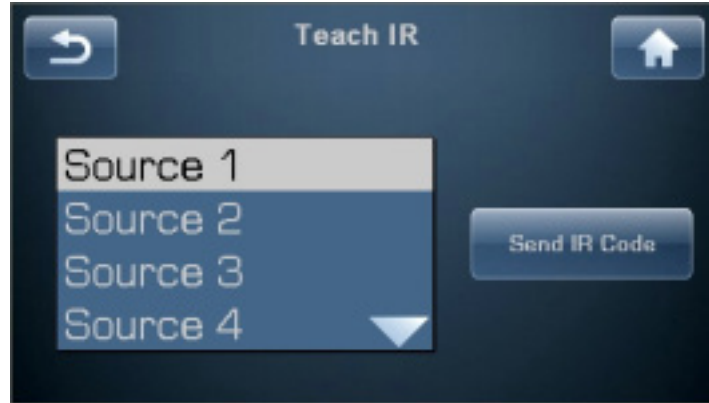 Teach IR
Source 1
Source 2
Source 3
Source 4
Send IR Code